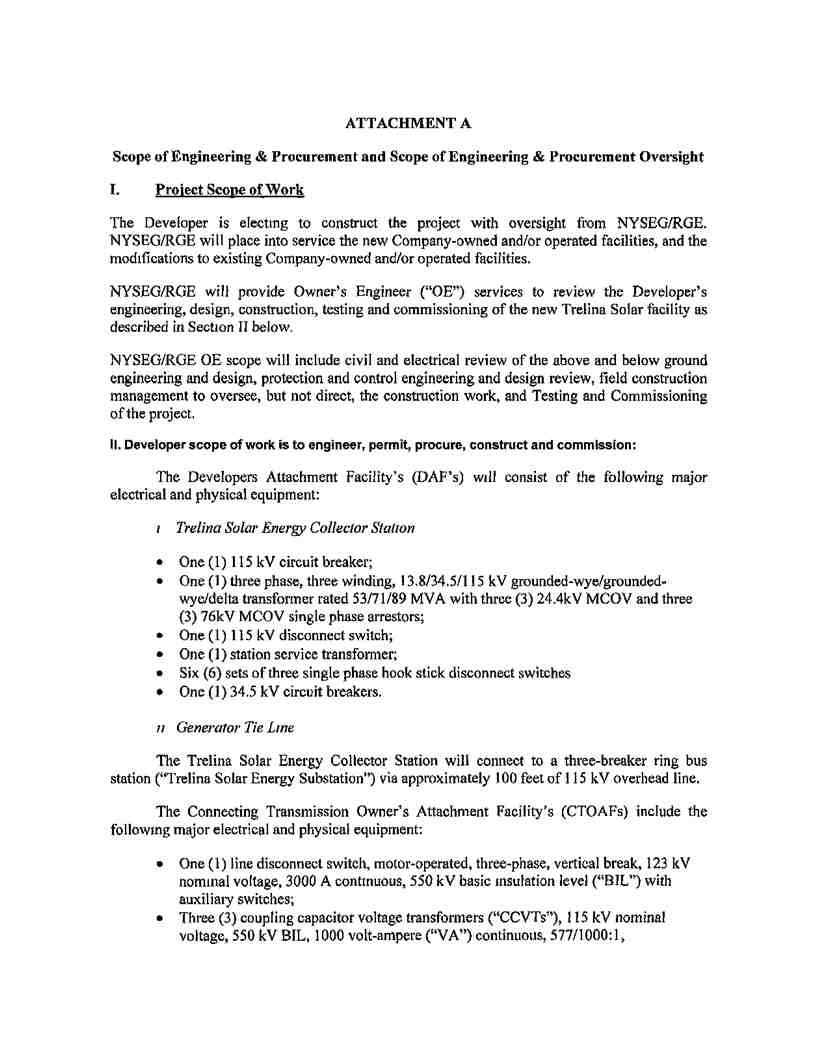 ATTACHMENT A
Scope of Engineering & Procurement and Scope of Engineering & Procurement Oversight
I. Project Scope of Work
The Developer is electing to construct the project with oversight from NYSEG/RGE.
NYSEG/RGE will place into service the new Company-owned and/or operated facilities, and the
modifications to existing Company-owned and/or operated facilities.
NYSEG/RGE will provide Owner's Engineer ("OE") services to review the Developer's
engineering, design, construction, testing and commissioning of the new Trelina Solar facility as
described in Section II below.
NYSEG/RGE OE scope will include civil and electrical review of the above and below ground
engineering and design, protection and control engineering and design review, field construction
management to oversee, but not direct, the construction work, and Testing and Commissioning
of the project.
II. Developer scope of work is to engineer, permit, procure, construct and commission:
The Developers Attachment Facility's (DAF's) will consist of the following major
electrical and physical equipment:
i Trelina Solar Energy Collector Station
• One (1) 115 kV circuit breaker;
• One (1) three phase, three winding, 13.8/34.5/115 kV grounded-wye/grounded-
wye/delta transformer rated 53/71/89 MVA with three (3) 24.4kV MCOV and three
(3) 76kV MCOV single phase arrestors;
• One (1) 115 kV disconnect switch;
• One (1) station service transformer;
• Six (6) sets of three single phase hook stick disconnect switches
• One (1) 34.5 kV circuit breakers.
ii Generator Tie Line
The Trelina Solar Energy Collector Station will connect to a three-breaker ring bus
station ("Trelina Solar Energy Substation") via approximately 100 feet of 115 kV overhead line.
The Connecting Transmission Owner's Attachment Facility's (CTOAFs) include the
following major electrical and physical equipment:
• One (1) line disconnect switch, motor-operated, three-phase, vertical break, 123 kV
nominal voltage, 3000 A continuous, 550 kV basic insulation level ("BIL") with
auxiliary switches;
• Three (3) coupling capacitor voltage transformers ("CCVTs"), 115 kV nominal
voltage, 550 kV BIL, 1000 volt-ampere ("VA") continuous, 577/1000:1,